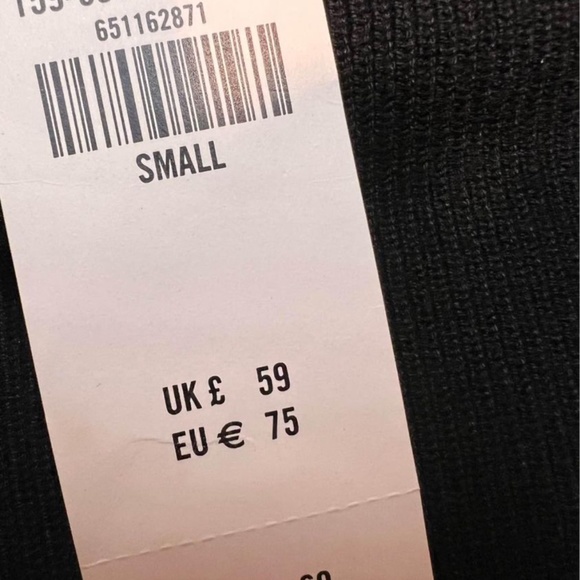 651162871
SMALL
UK £ 59
EU € 75